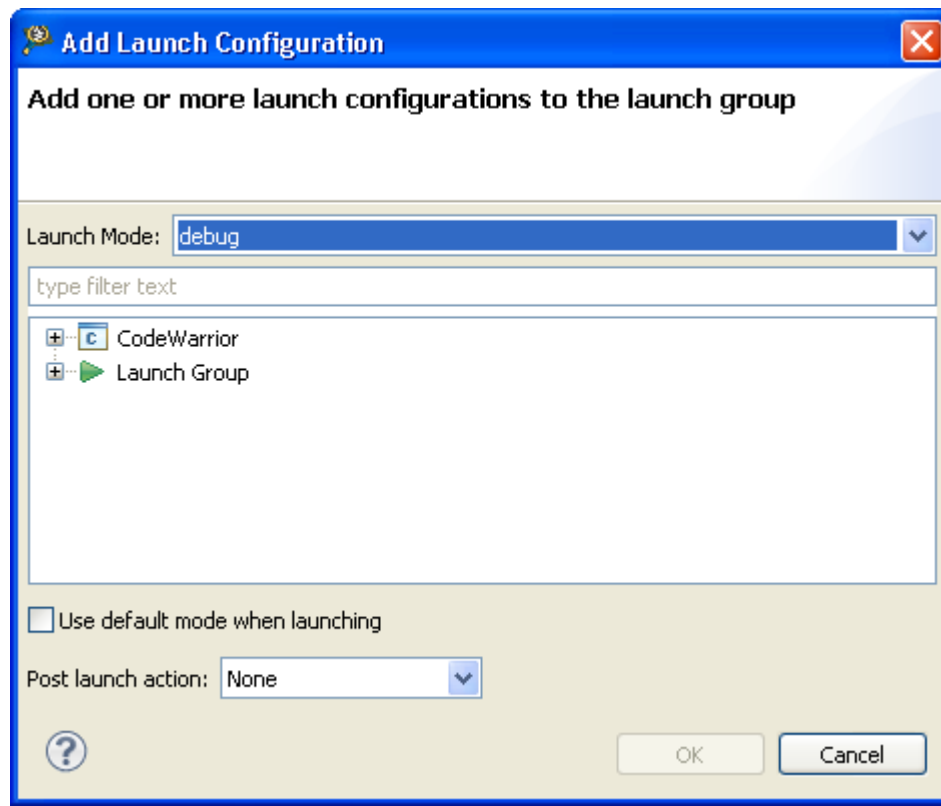 Add Launch Configuration
Add one or more launch configurations to the launch group
Launch Mode: debug
type filter text
C CodeWarrior
Launch Group
Use default mode when launching
Post launch action: None
? OK Cancel